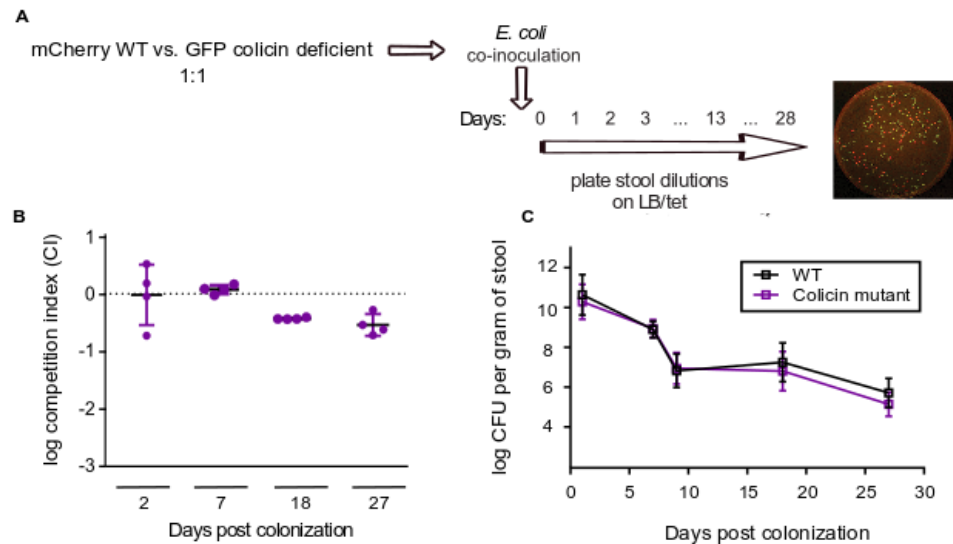 A
mCherry WT vs. GFP colicin deficient
1:1
E. coli
co-inoculation
Days: 0 1 2 3 ... 13 ... 28
plate stool dilutions
on LB/tet
B
log competition index (CI)
1
0
-1
-2
-3
2 7 18 27
Days post colonization
C
log CFU per gram of stool
12
10
8
6
4
WT
Colicin mutant
0 5 10 15 20 25 30
Days post colonization